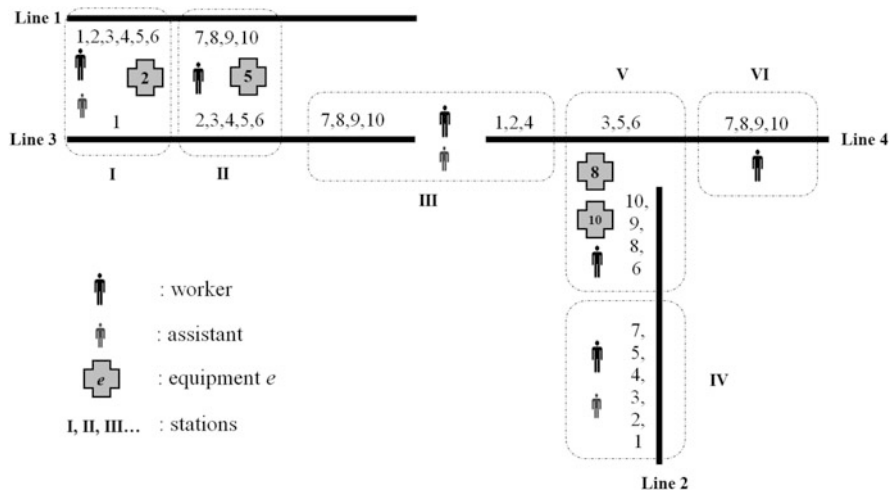 Line 1
1,2,3,4,5,6 7,8,9,10
2 5
V VI
1 2,3,4,5,6 7,8,9,10 1,2,4 3,5,6 7,8,9,10
Line 3 Line 4
I II III
8
10
10,
9,
8,
6
: worker
: assistant
e : equipment e
I, II, III... : stations
7,
5,
4,
3,
2,
1
IV
Line 2